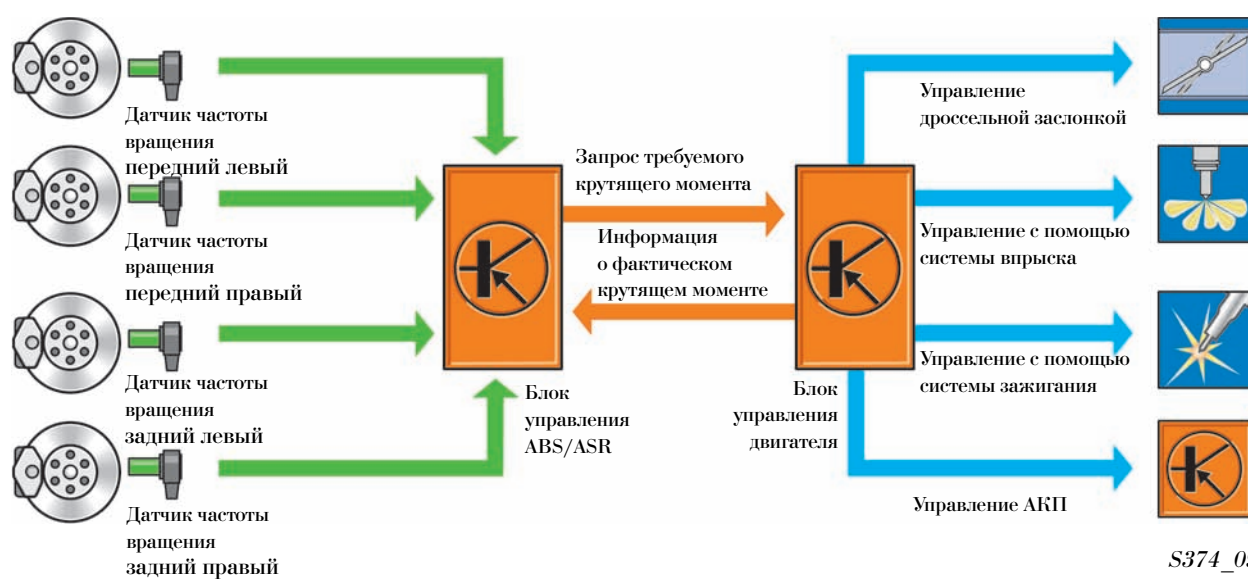 Датчик частоты
вращения
передний левый
Датчик частоты
вращения
передний правый
Датчик частоты
вращения
задний левый
Датчик частоты
вращения
задний правый
Запрос требуемого
крутящего момента
Информация
о фактическом
крутящем моменте
Блок
управления
ABS/ASR
Блок
управления
двигателя
Управление
дроссельной заслонкой
Управление с помощью
системы впрыска
Управление с помощью
системы зажигания
Управление АКП